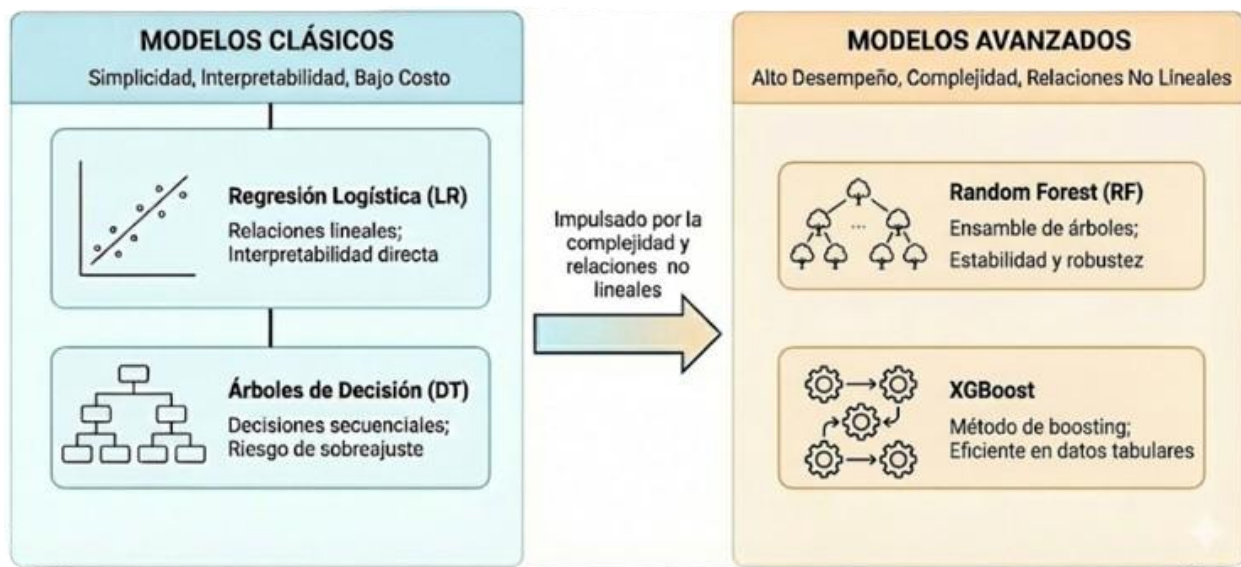 MODELOS CLÁSICOS
Simplicidad, Interpretabilidad, Bajo Costo
Regresión Logística (LR)
Relaciones lineales;
Interpretabilidad directa
Árboles de Decisión (DT)
Decisiones secuenciales;
Riesgo de sobreajuste
Impulsado por la
complejidad y
relaciones no
lineales
MODELOS AVANZADOS
Alto Desempeño, Complejidad, Relaciones No Lineales
Random Forest (RF)
Ensamble de árboles;
Estabilidad y robustez
...
XGBoost
Método de boosting;
Eficiente en datos tabulares